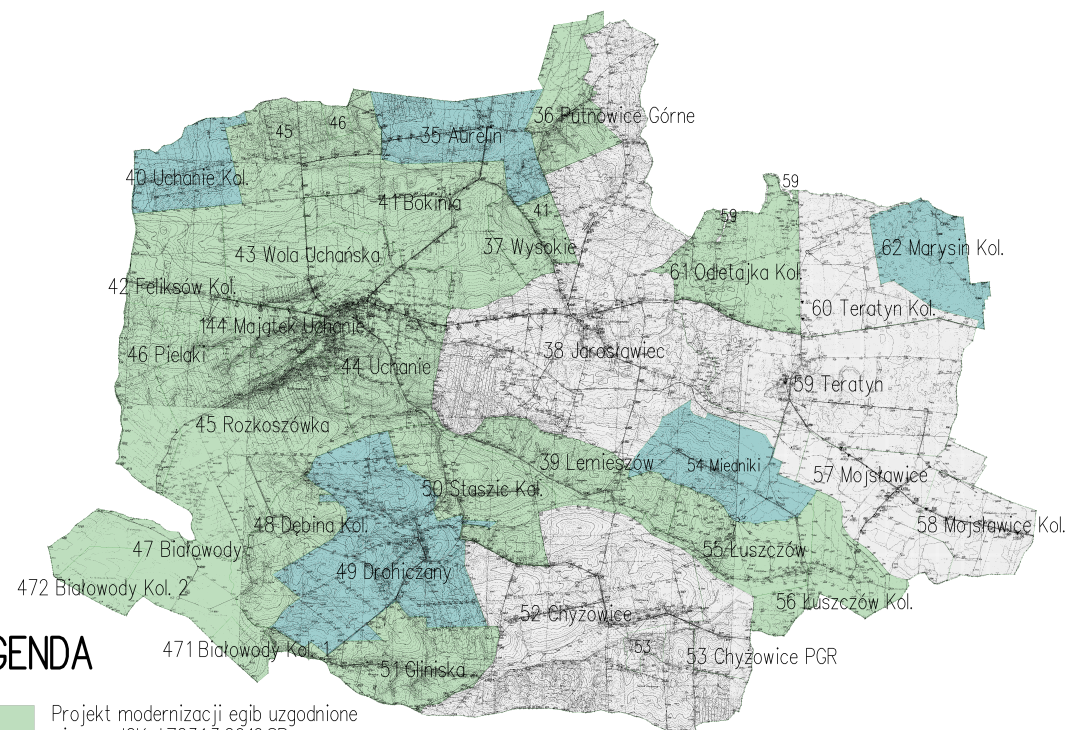 36 Putnowice Górne
45
46
35 Aurelin
40 Uchanie Kol.
59
41 Bokinia
41
59
37 Wysokie
43 Wola Uchańska
62 Marysin Kol.
61 Odletajka Kol.
42 Feliksów Kol.
60 Teratyn Kol.
144 Majątek Uchanie
46 Pielaki
38 Jarosławiec
44 Uchanie
59 Teratyn
45 Rozkoszówka
39 Lemieszów
54 Miedniki
57 Mojsławice
50 Staszic Kol.
48 Dębina Kol.
58 Mojsławice Kol.
47 Białowody
55 Łuszczów
49 Drohiczany
472 Białowody Kol. 2
56 Łuszczów Kol.
52 Chyżowice
471 Białowody Kol. 1
53
53 Chyżowice PGR
51 Gliniska
GENDA
Projekt modernizacji egib uzgodnione